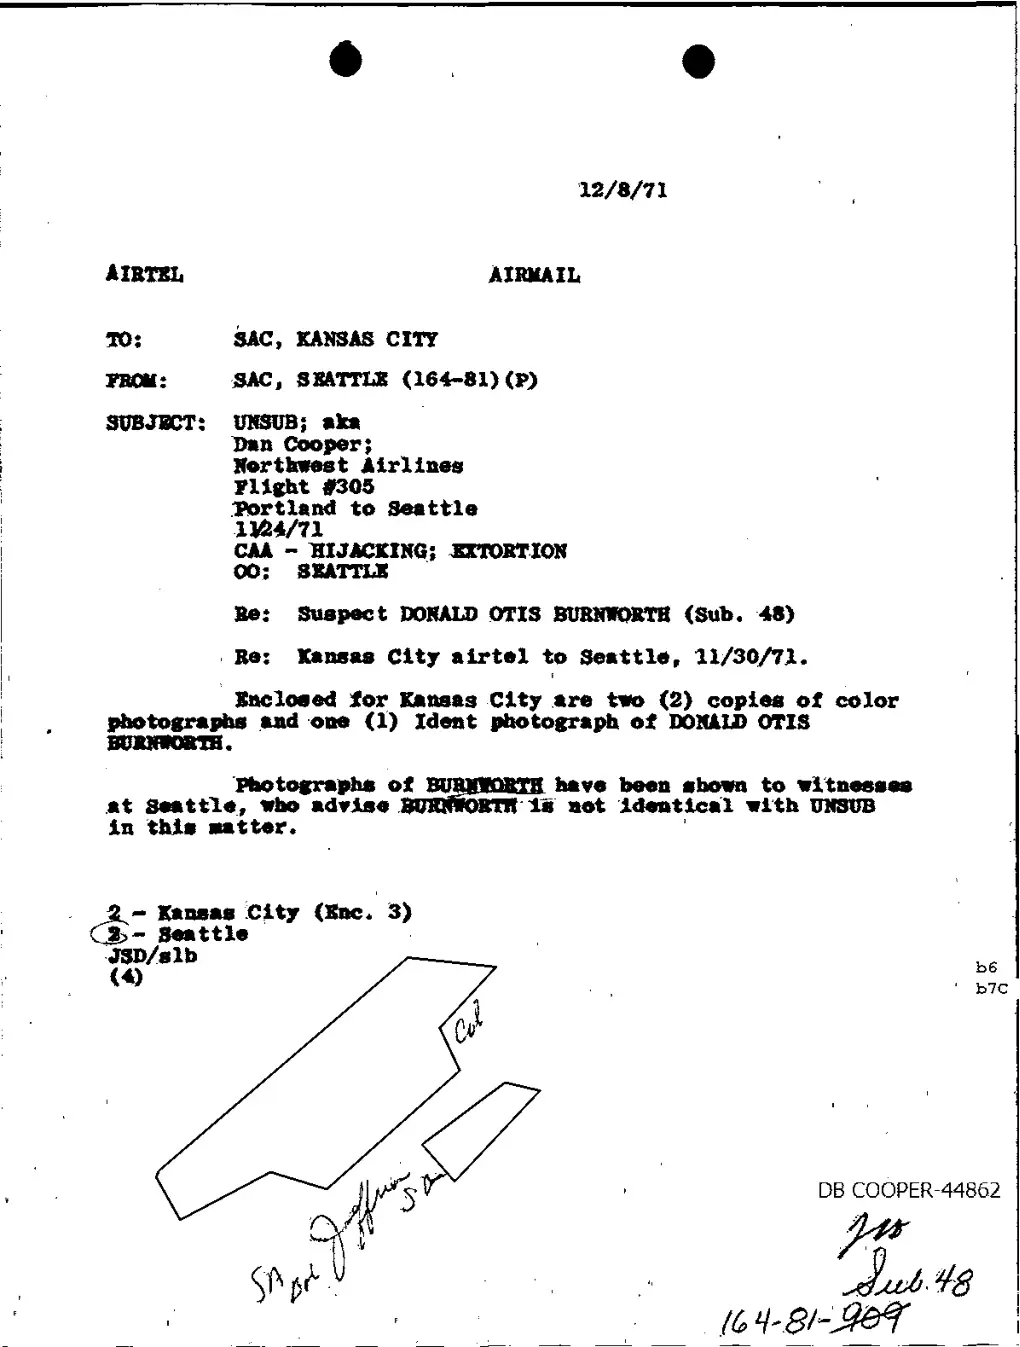 12/8/71
AIRTEL AIRMAIL
TO: SAC, KANSAS CITY
FROM: SAC, SEATTLE (164-81)(P)
SUBJECT: UNSUB; aka
Dan Cooper;
Northwest Airlines
Flight #305
Portland to Seattle
11/24/71
CAA - HIJACKING; EXTORTION
OO: SEATTLE
Re: Suspect DONALD OTIS BURNWORTH (Sub. 48)
Re: Kansas City airtel to Seattle, 11/30/71.
Enclosed for Kansas City are two (2) copies of color
photographs and one (1) Ident photograph of DONALD OTIS
BURNWORTH.
Photographs of BURNWORTH have been shown to witnesses
at Seattle, who advise BURNWORTH is not identical with UNSUB
in this matter.
2 - Kansas City (Enc. 3)
2 - Seattle
JSD/slb
(4)
b6
b7C
DB COOPER-44862
Sub. 48
164-81-909